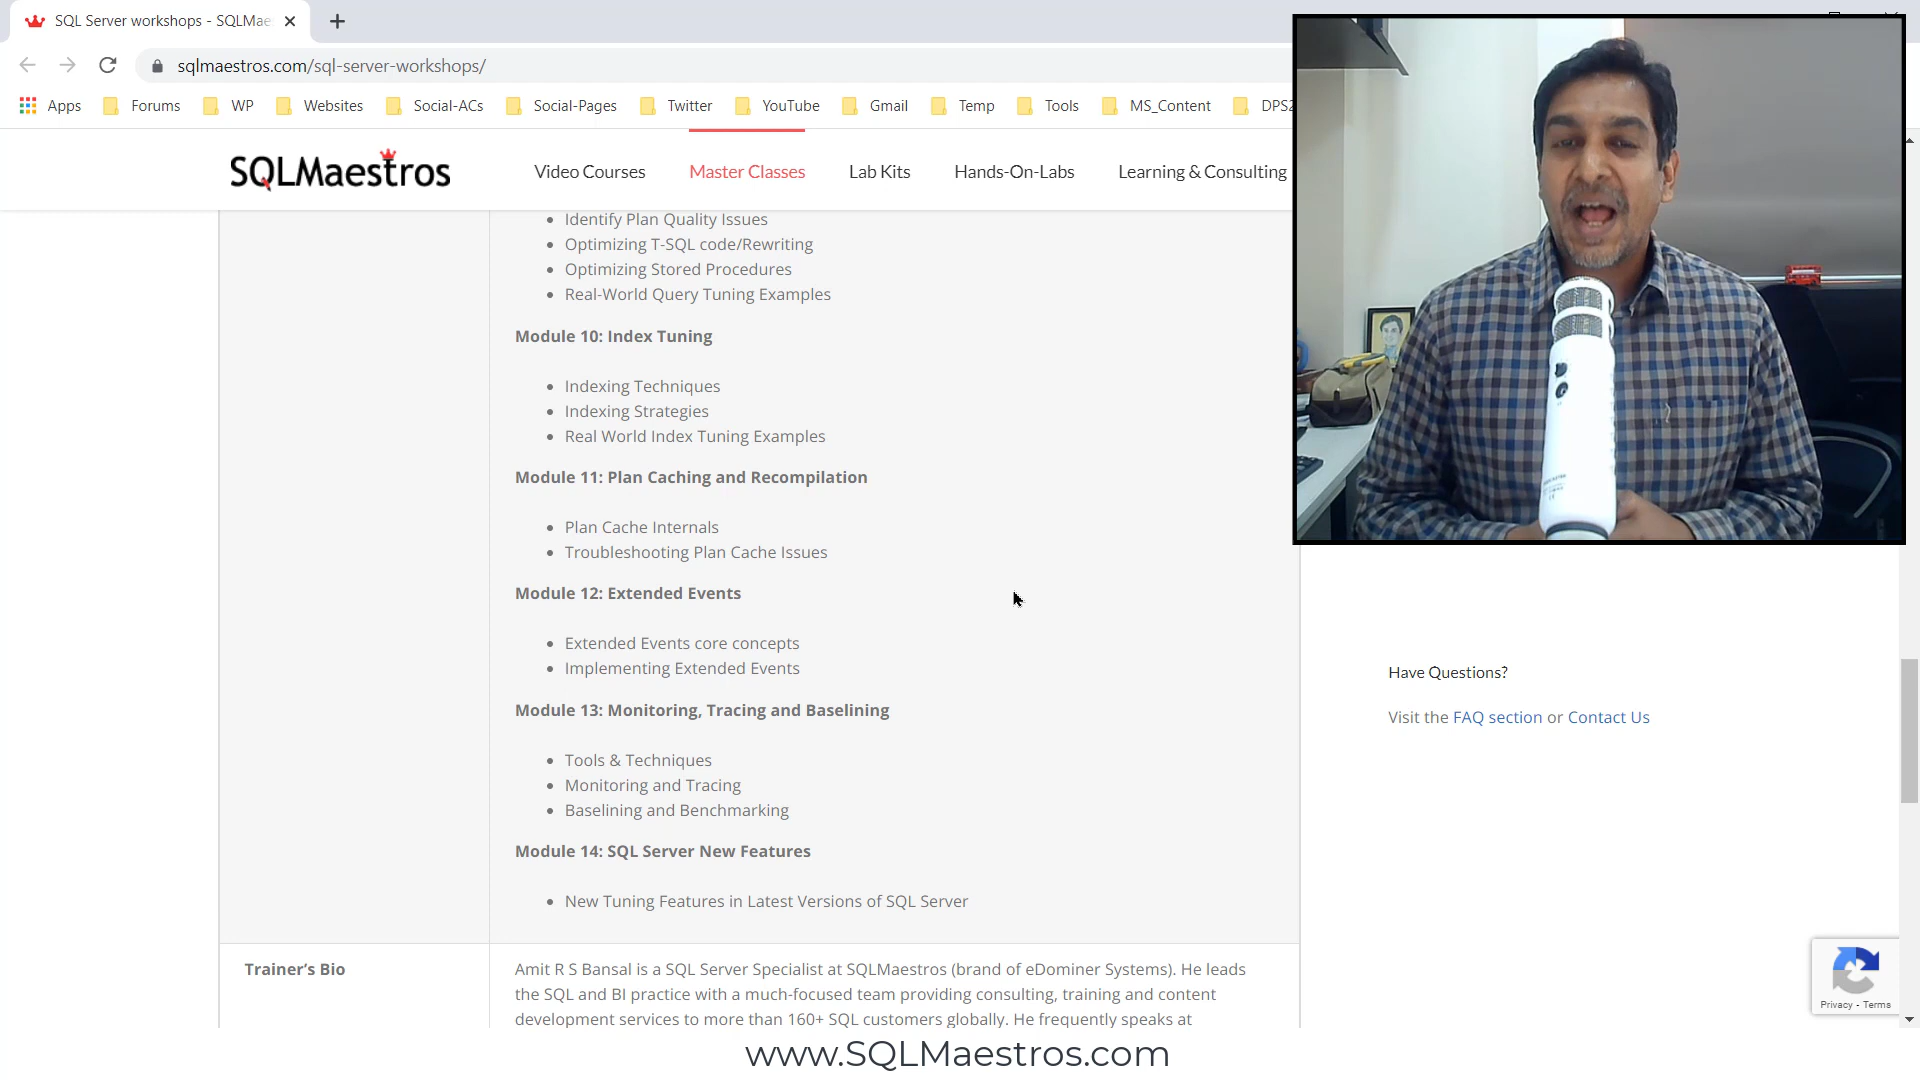 SQL Server workshops - SQLMae
sqlmaestros.com/sql-server-workshops/
Apps Forums WP Websites Social-ACs Social-Pages Twitter YouTube Gmail Temp Tools MS_Content DPS2
SQLMaestros Video Courses Master Classes Lab Kits Hands-On-Labs Learning & Consulting
Identify Plan Quality Issues
Optimizing T-SQL code/Rewriting
Optimizing Stored Procedures
Real-World Query Tuning Examples
Module 10: Index Tuning
Indexing Techniques
Indexing Strategies
Real World Index Tuning Examples
Module 11: Plan Caching and Recompilation
Plan Cache Internals
Troubleshooting Plan Cache Issues
Module 12: Extended Events
Extended Events core concepts
Implementing Extended Events
Module 13: Monitoring, Tracing and Baselining
Tools & Techniques
Monitoring and Tracing
Baselining and Benchmarking
Module 14: SQL Server New Features
New Tuning Features in Latest Versions of SQL Server
Have Questions?
Visit the FAQ section or Contact Us
Trainer’s Bio
Amit R S Bansal is a SQL Server Specialist at SQLMaestros (brand of eDominer Systems). He leads
the SQL and BI practice with a much-focused team providing consulting, training and content
development services to more than 160+ SQL customers globally. He frequently speaks at
Privacy - Terms
www.SQLMaestros.com